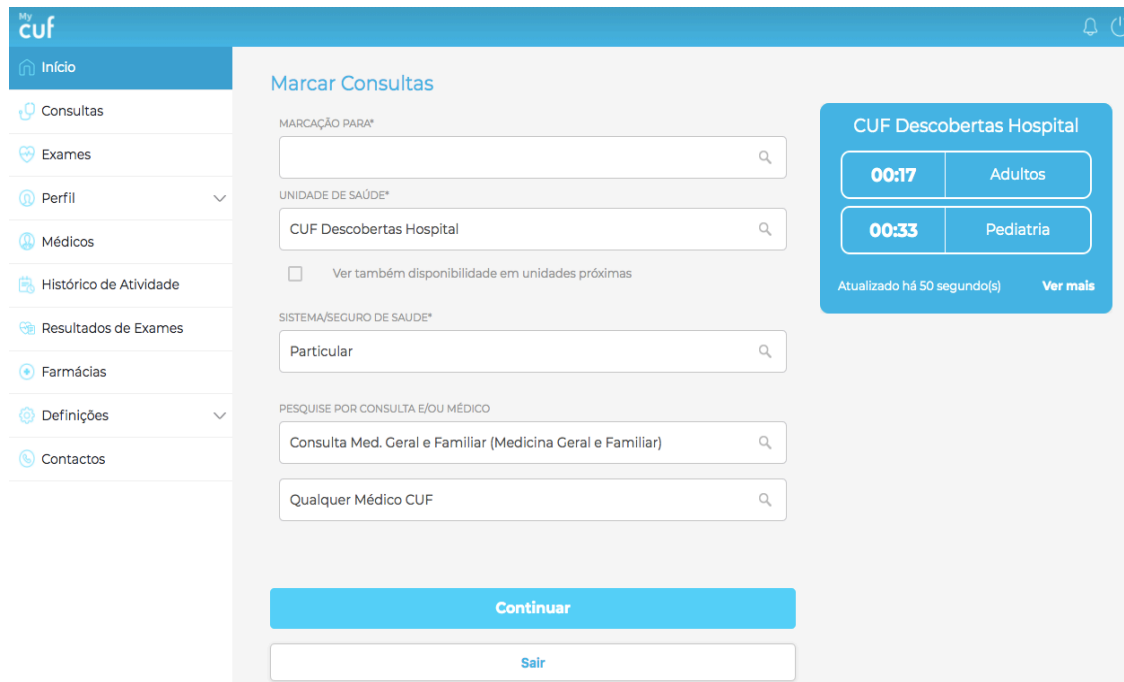 My
cuf
Início
Consultas
Exames
Perfil
Médicos
Histórico de Atividade
Resultados de Exames
Farmácias
Definições
Contactos
Marcar Consultas
MARCAÇÃO PARA*
UNIDADE DE SAÚDE*
CUF Descobertas Hospital
Ver também disponibilidade em unidades próximas
SISTEMA/SEGURO DE SAUDE*
Particular
PESQUISE POR CONSULTA E/OU MÉDICO
Consulta Med. Geral e Familiar (Medicina Geral e Familiar)
Qualquer Médico CUF
Continuar
Sair
CUF Descobertas Hospital
00:17 Adultos
00:33 Pediatria
Atualizado há 50 segundo(s) Ver mais